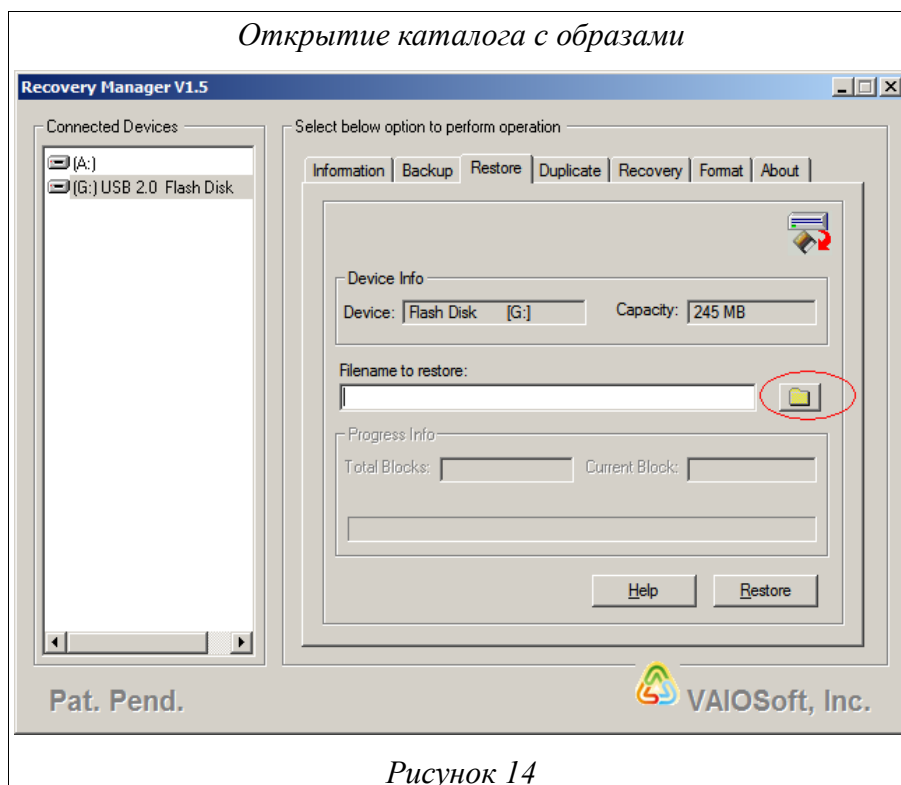 Открытие каталога с образами
Recovery Manager V1.5
Connected Devices
(A:)
(G:) USB 2.0 Flash Disk
Select below option to perform operation
Information Backup Restore Duplicate Recovery Format About
Device Info
Device: Flash Disk [G:] Capacity: 245 MB
Filename to restore:
Progress Info
Total Blocks: Current Block:
Help Restore
Pat. Pend. VAIOSoft, Inc.
Рисунок 14